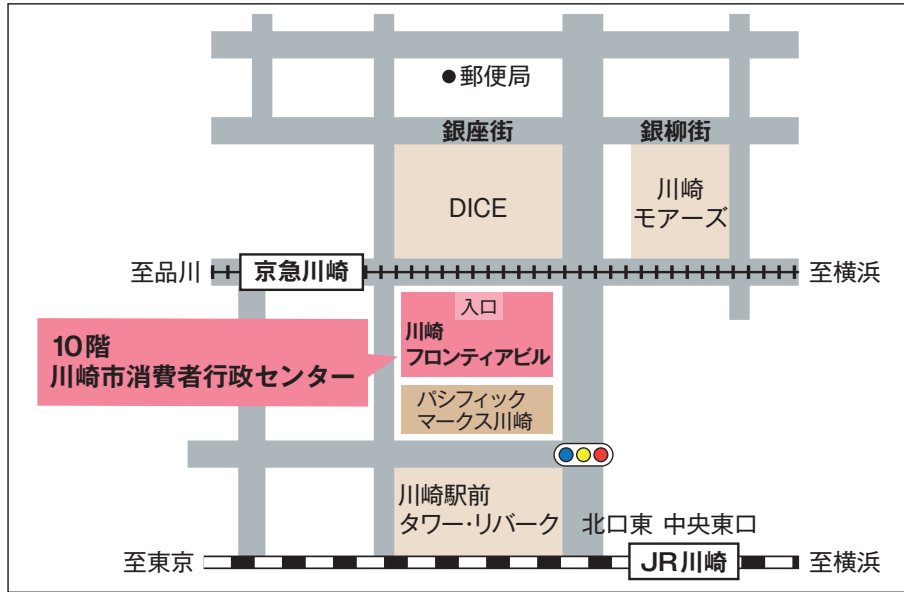 郵便局
銀座街
銀柳街
DICE
川崎
モアーズ
至品川
京急川崎
至横浜
入口
川崎
フロンティアビル
10階
川崎市消費者行政センター
パシフィック
マークス川崎
川崎駅前
タワー・リバーク
北口東 中央東口
至東京
JR川崎
至横浜